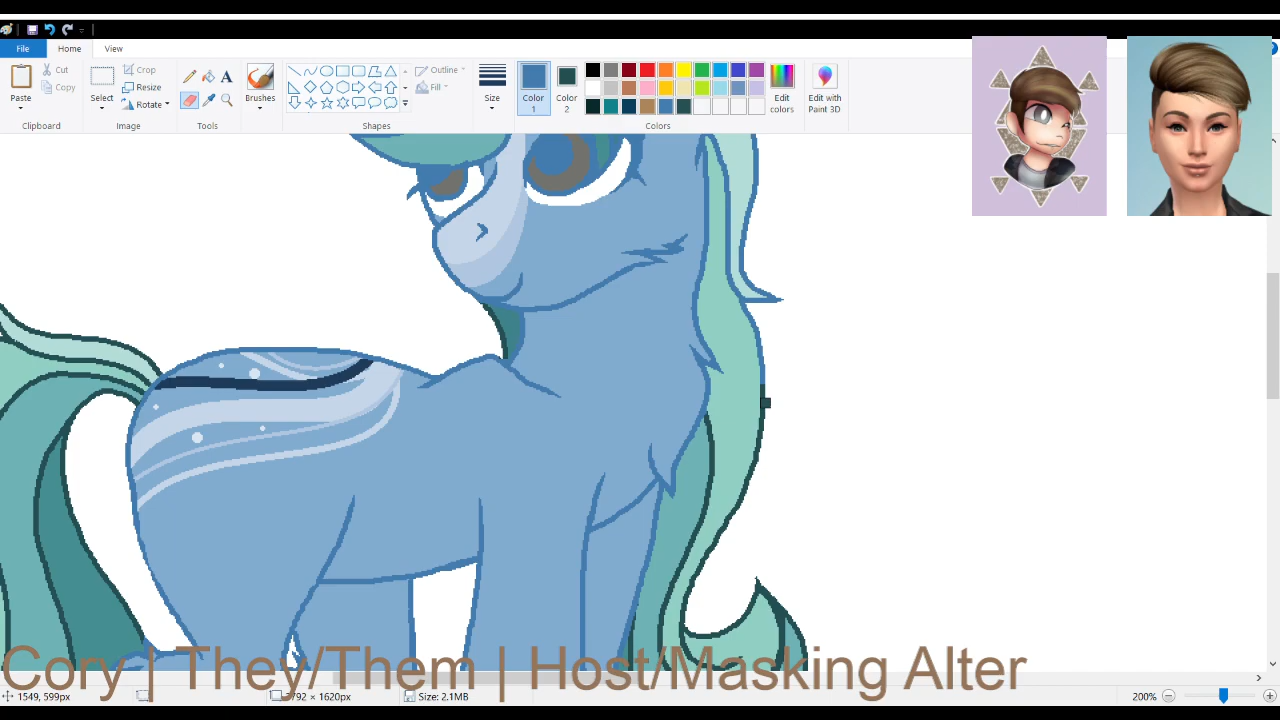 File Home View
Paste Cut Copy
Select Crop Resize Rotate
A
Brushes
Outline Fill
Size
Color 1
Color 2
Edit colors
Edit with Paint 3D
Clipboard Image Tools Shapes Colors
Cory | They/Them | Host/Masking Alter
1549, 599px 792 × 1620px Size: 2.1MB 200%